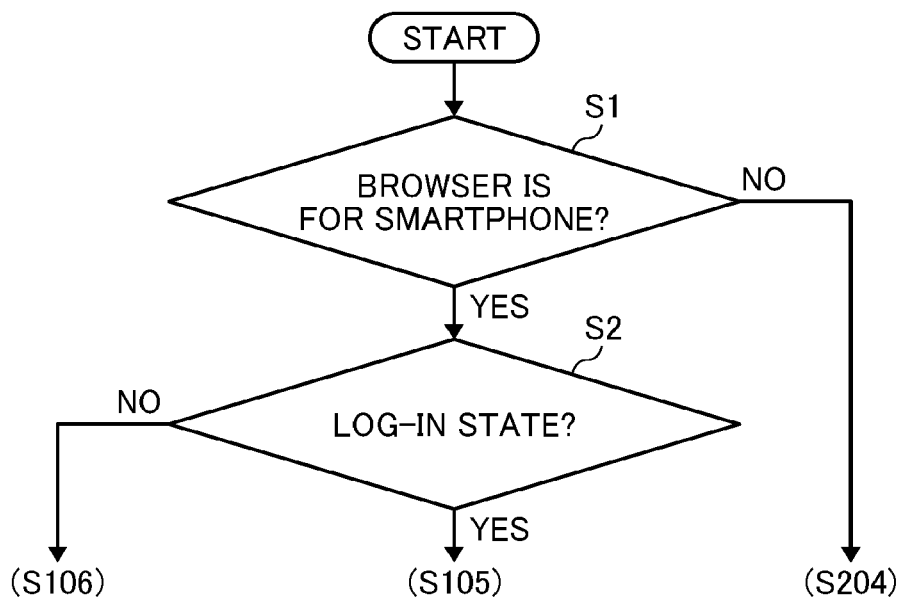 START
S1
BROWSER IS
FOR SMARTPHONE?
NO
YES
S2
NO
LOG-IN STATE?
YES
(S106)
(S105)
(S204)